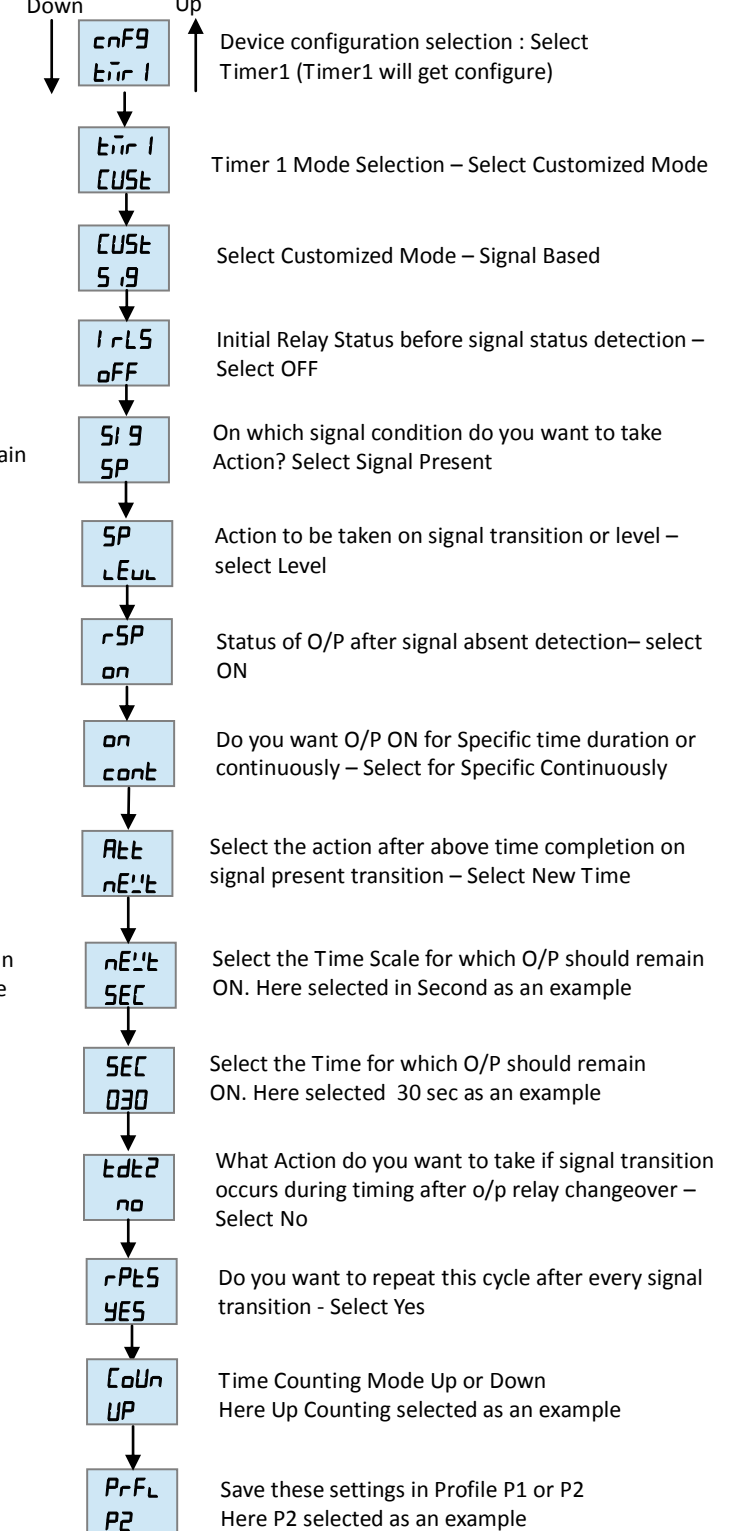 Down Up
cnF9
tmr 1
Device configuration selection : Select
Timer1 (Timer1 will get configure)
tmr 1
CUSt
Timer 1 Mode Selection – Select Customized Mode
CUSt
Si9
Select Customized Mode – Signal Based
IrLS
oFF
Initial Relay Status before signal status detection –
Select OFF
ain
SI9
SP
On which signal condition do you want to take
Action? Select Signal Present
SP
LEvL
Action to be taken on signal transition or level –
select Level
rSP
on
Status of O/P after signal absent detection– select
ON
on
cont
Do you want O/P ON for Specific time duration or
continuously – Select for Specific Continuously
Att
nEWt
Select the action after above time completion on
signal present transition – Select New Time
n
e
nEWt
SEC
Select the Time Scale for which O/P should remain
ON. Here selected in Second as an example
SEC
030
Select the Time for which O/P should remain
ON. Here selected 30 sec as an example
tdt2
no
What Action do you want to take if signal transition
occurs during timing after o/p relay changeover –
Select No
rPtS
YES
Do you want to repeat this cycle after every signal
transition - Select Yes
CoUn
UP
Time Counting Mode Up or Down
Here Up Counting selected as an example
PrFL
P2
Save these settings in Profile P1 or P2
Here P2 selected as an example